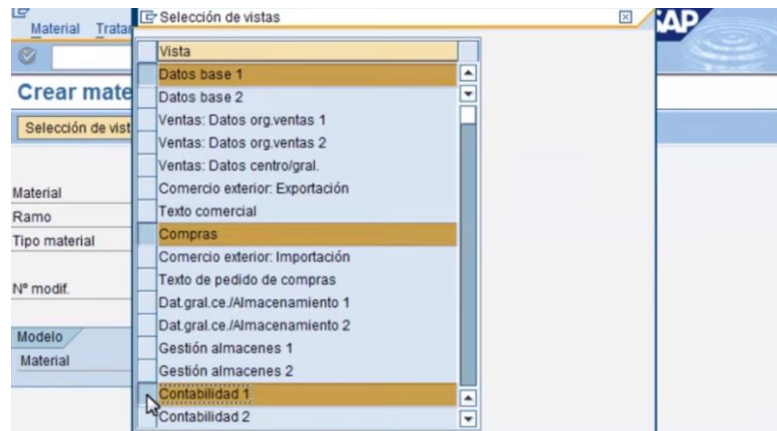 Material Tratar
Selección de vistas
SAP
Crear mate
Selección de vist
Vista
Datos base 1
Datos base 2
Ventas: Datos org.ventas 1
Ventas: Datos org.ventas 2
Ventas: Datos centro/gral.
Comercio exterior: Exportación
Texto comercial
Compras
Comercio exterior: Importación
Texto de pedido de compras
Dat.gral.ce./Almacenamiento 1
Dat.gral.ce./Almacenamiento 2
Gestión almacenes 1
Gestión almacenes 2
Contabilidad 1
Contabilidad 2
Material
Ramo
Tipo material
Nº modif.
Modelo
Material